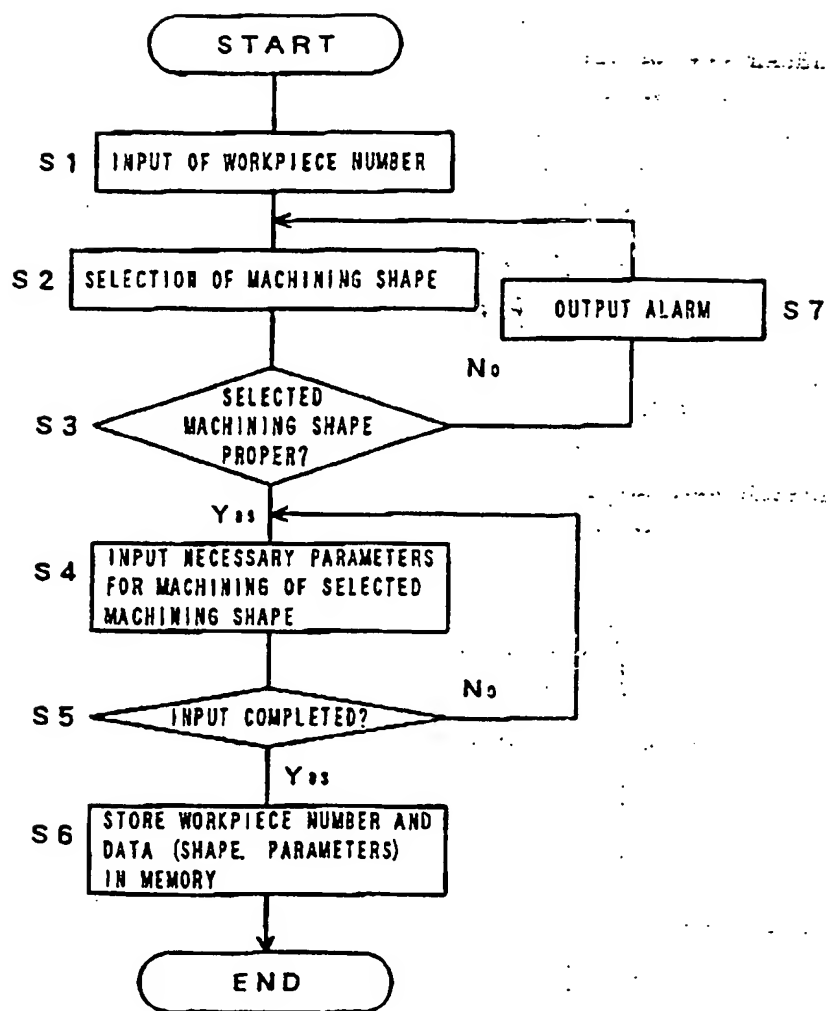 START
S1 INPUT OF WORKPIECE NUMBER
S2 SELECTION OF MACHINING SHAPE
OUTPUT ALARM S7
No
S3 SELECTED
MACHINING SHAPE
PROPER?
Yes
S4 INPUT NECESSARY PARAMETERS
FOR MACHINING OF SELECTED
MACHINING SHAPE
No
S5 INPUT COMPLETED?
Yes
S6 STORE WORKPIECE NUMBER AND
DATA (SHAPE. PARAMETERS)
IN MEMORY
END